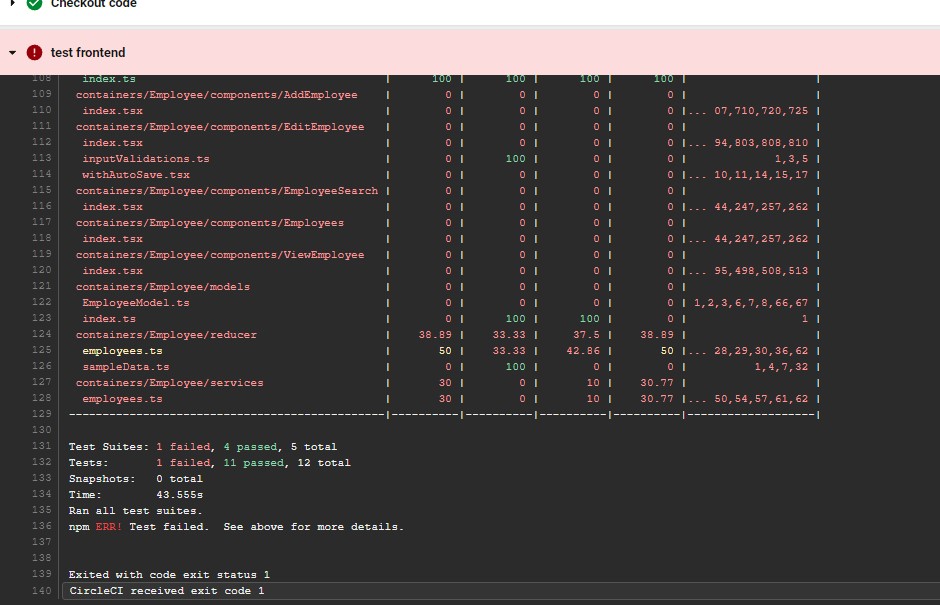 Checkout code
test frontend
108 index.ts | 100 | 100 | 100 | 100 | |
109 containers/Employee/components/AddEmployee | 0 | 0 | 0 | 0 | |
110 index.tsx | 0 | 0 | 0 | 0 |... 07,710,720,725 |
111 containers/Employee/components/EditEmployee | 0 | 0 | 0 | 0 | |
112 index.tsx | 0 | 0 | 0 | 0 |... 94,803,808,810 |
113 inputValidations.ts | 0 | 100 | 0 | 0 | 1,3,5 |
114 withAutoSave.tsx | 0 | 0 | 0 | 0 |... 10,11,14,15,17 |
115 containers/Employee/components/EmployeeSearch | 0 | 0 | 0 | 0 | |
116 index.tsx | 0 | 0 | 0 | 0 |... 44,247,257,262 |
117 containers/Employee/components/Employees | 0 | 0 | 0 | 0 | |
118 index.tsx | 0 | 0 | 0 | 0 |... 44,247,257,262 |
119 containers/Employee/components/ViewEmployee | 0 | 0 | 0 | 0 | |
120 index.tsx | 0 | 0 | 0 | 0 |... 95,498,508,513 |
121 containers/Employee/models | 0 | 0 | 0 | 0 | |
122 EmployeeModel.ts | 0 | 0 | 0 | 0 | 1,2,3,6,7,8,66,67 |
123 index.ts | 0 | 100 | 100 | 0 | 1 |
124 containers/Employee/reducer | 38.89 | 33.33 | 37.5 | 38.89 | |
125 employees.ts | 50 | 33.33 | 42.86 | 50 |... 28,29,30,36,62 |
126 sampleData.ts | 0 | 100 | 0 | 0 | 1,4,7,32 |
127 containers/Employee/services | 30 | 0 | 10 | 30.77 | |
128 employees.ts | 30 | 0 | 10 | 30.77 |... 50,54,57,61,62 |
129 -----------------------------------------------|----------|----------|----------|----------|-------------------|
130
131 Test Suites: 1 failed, 4 passed, 5 total
132 Tests: 1 failed, 11 passed, 12 total
133 Snapshots: 0 total
134 Time: 43.555s
135 Ran all test suites.
136 npm ERR! Test failed. See above for more details.
137
138
139 Exited with code exit status 1
140 CircleCI received exit code 1